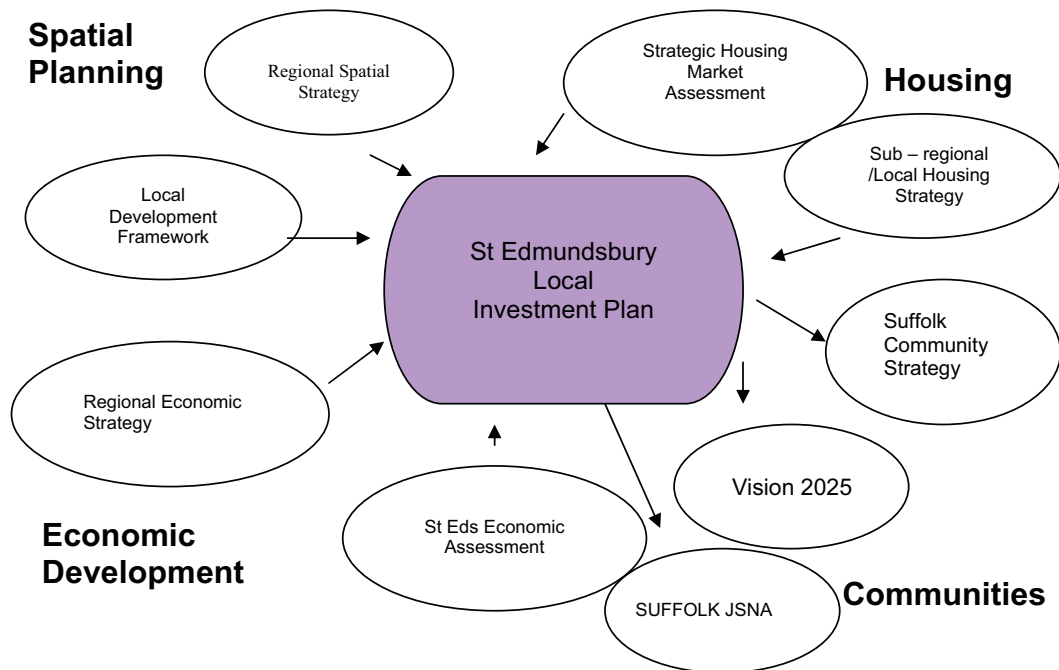 Spatial
Planning
Regional Spatial
Strategy
Strategic Housing
Market
Assessment
Housing
Sub – regional
/Local Housing
Strategy
Local
Development
Framework
St Edmundsbury
Local
Investment Plan
Suffolk
Community
Strategy
Regional Economic
Strategy
Vision 2025
Economic
Development
St Eds Economic
Assessment
SUFFOLK JSNA
Communities